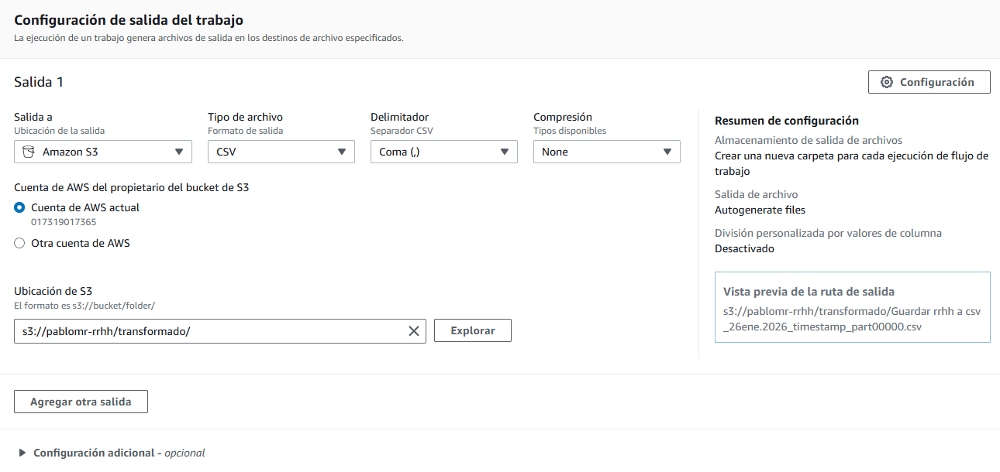 Configuración de salida del trabajo
La ejecución de un trabajo genera archivos de salida en los destinos de archivo especificados.
Salida 1
Configuración
Salida a
Ubicación de la salida
Amazon S3
Tipo de archivo
Formato de salida
CSV
Delimitador
Separador CSV
Coma (,)
Compresión
Tipos disponibles
None
Cuenta de AWS del propietario del bucket de S3
Cuenta de AWS actual
017319017365
Otra cuenta de AWS
Ubicación de S3
El formato es s3://bucket/folder/
s3://pablomr-rrhh/transformado/
Explorar
Resumen de configuración
Almacenamiento de salida de archivos
Crear una nueva carpeta para cada ejecución de flujo de
trabajo
Salida de archivo
Autogenerate files
División personalizada por valores de columna
Desactivado
Vista previa de la ruta de salida
s3://pablomr-rrhh/transformado/Guardar rrhh a csv
_26ene.2026_timestamp_part00000.csv
Agregar otra salida
Configuración adicional - opcional